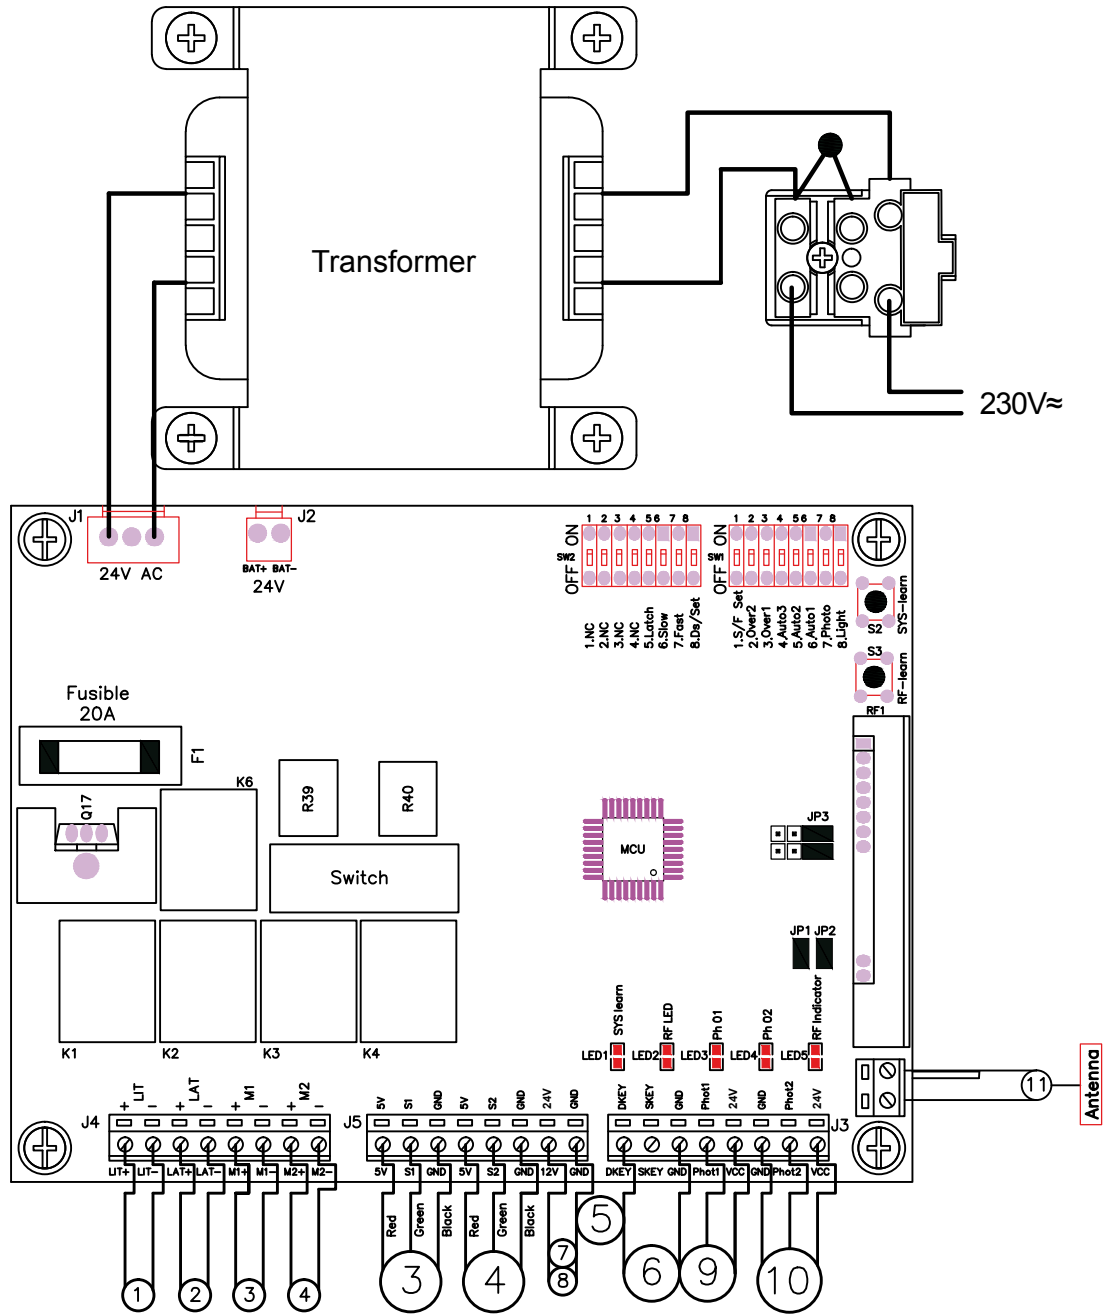 Transformer
230V≈
J1
24V AC
J2
BAT+ BAT-
24V
1 2 3 4 5 6 7 8
ON
SW2
OFF
1.NC
2.NC
3.NC
4.NC
5.Latch
6.Slow
7.Fast
8.Ds/Set
1 2 3 4 5 6 7 8
ON
SW1
OFF
1.S/F Set
2.Over2
3.Over1
4.Auto3
5.Auto2
6.Auto1
7.Photo
8.Light
S2
SYS-learn
S3
RF-learn
RF1
Fusible
20A
F1
Q17
K6
R39
R40
Switch
MCU
JP3
JP1 JP2
K1
K2
K3
K4
LED1
SYS learn
LED2
RF LED
LED3
Ph 01
LED4
Ph 02
LED5
RF Indicator
11
Antenna
J4
+ LIT -
+ LAT -
+ M1 -
+ M2 -
LIT+ LIT- LAT+ LAT- M1+ M1- M2+ M2-
J5
5V S1 GND 5V S2 GND 24V GND
5V S1 GND 5V S2 GND 12V GND
J3
DKEY SKEY GND Phot1 24V GND Phot2 24V
DKEY SKEY GND Phot1 VCC GND Phot2 VCC
Red
Green
Black
Red
Green
Black
1
2
3
4
3
4
7
8
5
6
9
10